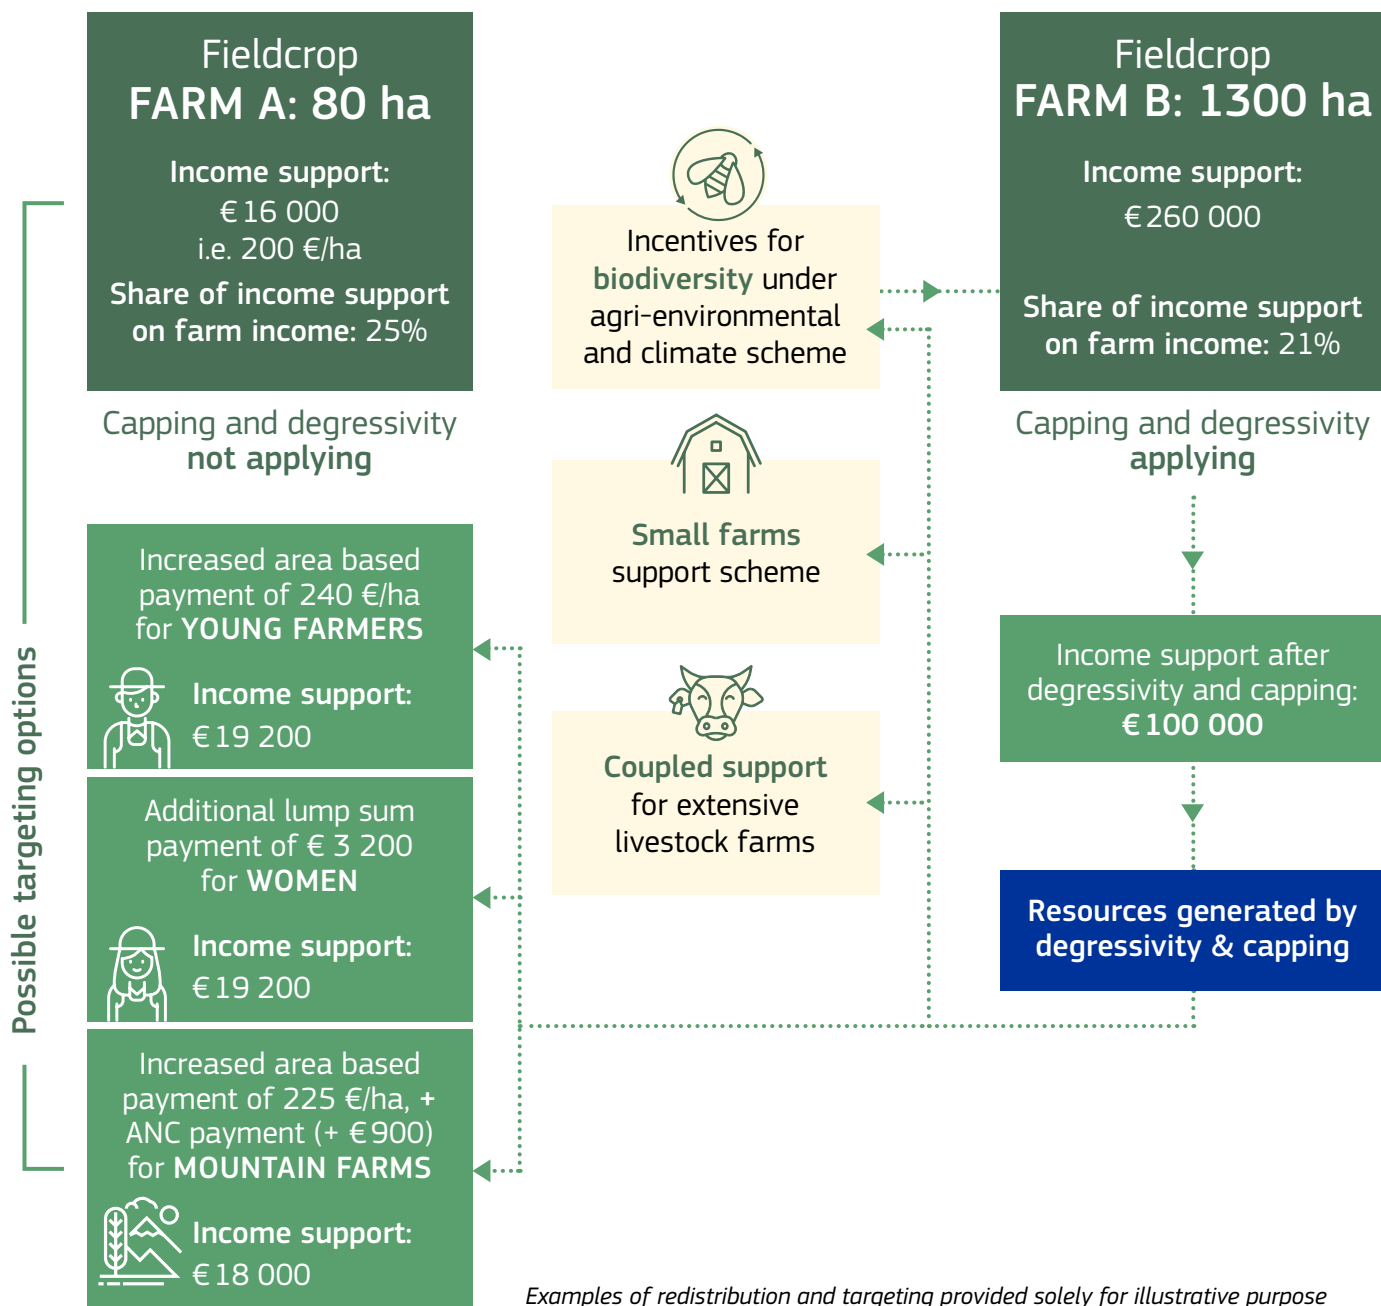 Fieldcrop
FARM A: 80 ha
Income support:
€ 16 000
i.e. 200 €/ha
Share of income support
on farm income: 25%
Capping and degressivity
not applying
Possible targeting options
Increased area based
payment of 240 €/ha
for YOUNG FARMERS
Income support:
€ 19 200
Additional lump sum
payment of € 3 200
for WOMEN
Income support:
€ 19 200
Increased area based
payment of 225 €/ha, +
ANC payment (+ € 900)
for MOUNTAIN FARMS
Income support:
€ 18 000
Incentives for
biodiversity under
agri-environmental
and climate scheme
Small farms
support scheme
Coupled support
for extensive
livestock farms
Fieldcrop
FARM B: 1300 ha
Income support:
€ 260 000
Share of income support
on farm income: 21%
Capping and degressivity
applying
Income support after
degressivity and capping:
€ 100 000
Resources generated by
degressivity & capping
Examples of redistribution and targeting provided solely for illustrative purpose